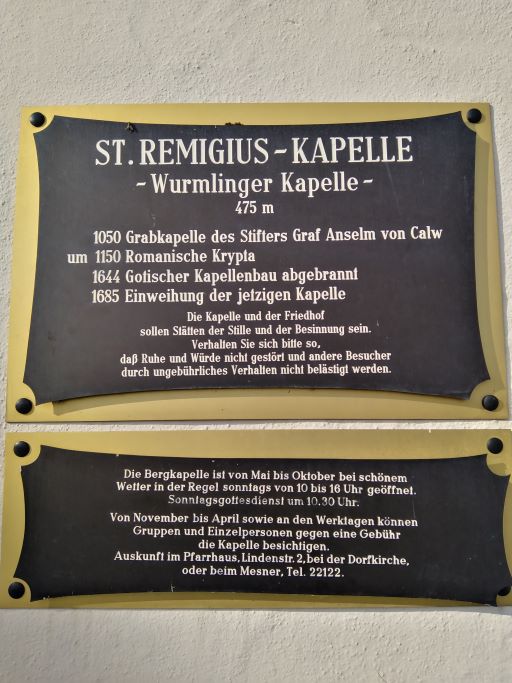 ST. REMIGIUS-KAPELLE
- Wurmlinger Kapelle -
475 m
1050 Grabkapelle des Stifters Graf Anselm von Calw
um 1150 Romanische Krypta
1644 Gotischer Kapellenbau abgebrannt
1685 Einweihung der jetzigen Kapelle
Die Kapelle und der Friedhof
sollen Stätten der Stille und der Besinnung sein.
Verhalten Sie sich bitte so,
daß Ruhe und Würde nicht gestört und andere Besucher
durch ungebührliches Verhalten nicht belästigt werden.
Die Bergkapelle ist von Mai bis Oktober bei schönem
Wetter in der Regel sonntags von 10 bis 16 Uhr geöffnet.
Sonntagsgottesdienst um 10.30 Uhr.
Von November bis April sowie an den Werktagen können
Gruppen und Einzelpersonen gegen eine Gebühr
die Kapelle besichtigen.
Auskunft im Pfarrhaus, Lindenstr. 2, bei der Dorfkirche,
oder beim Mesner, Tel. 22122.